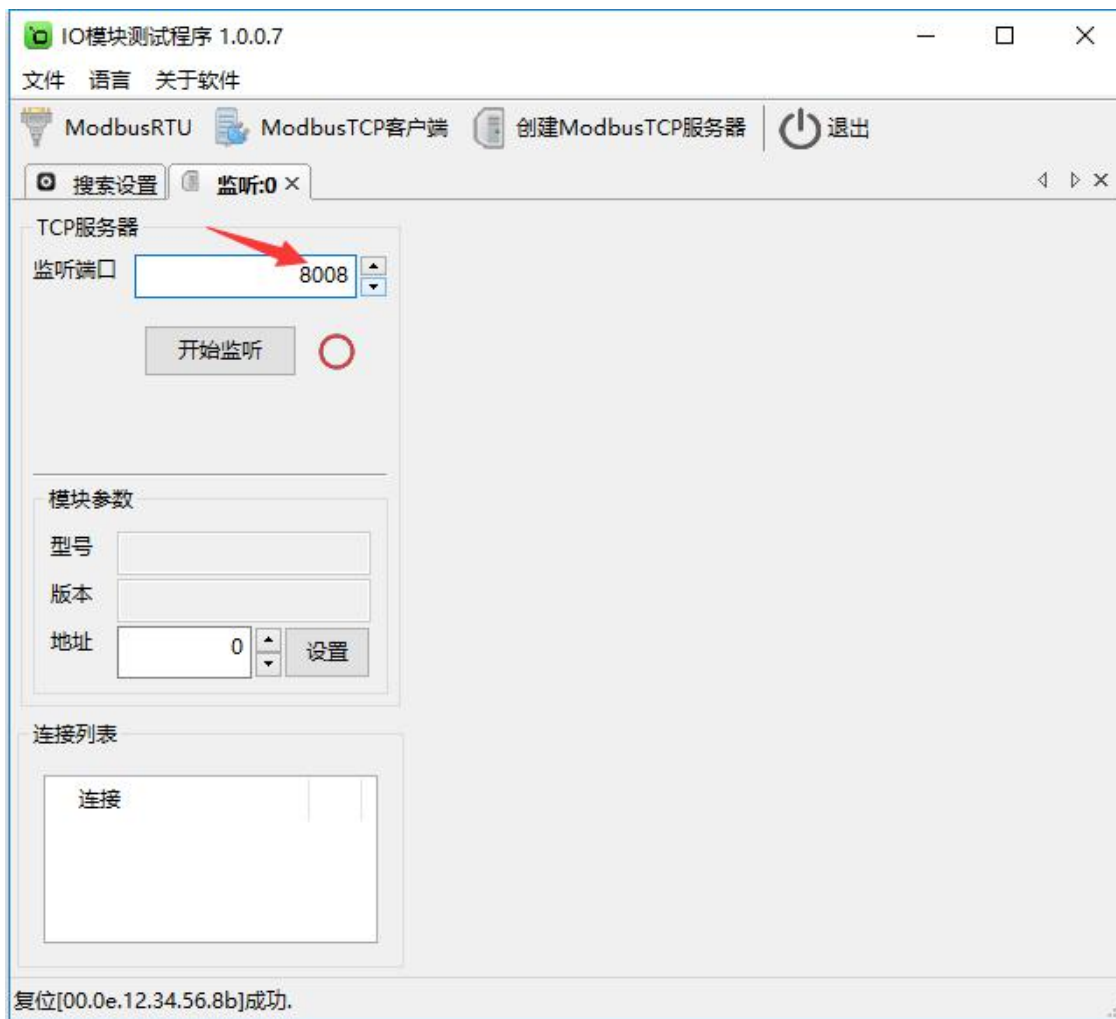 IO模块测试程序 1.0.0.7
文件 语言 关于软件
ModbusRTU ModbusTCP客户端 创建ModbusTCP服务器 退出
搜索设置 监听:0
TCP服务器
监听端口 8008
开始监听
模块参数
型号
版本
地址 0 设置
连接列表
连接
复位[00.0e.12.34.56.8b]成功.